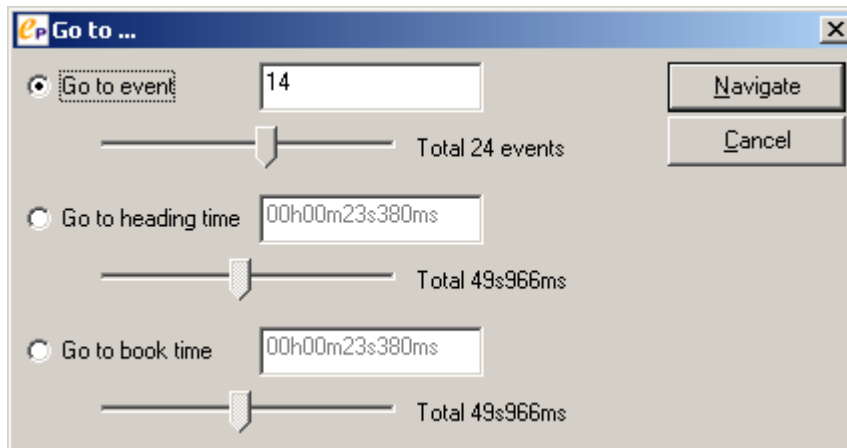 eP Go to ...
Go to event 14 Navigate
Total 24 events Cancel
Go to heading time 00h00m23s380ms
Total 49s966ms
Go to book time 00h00m23s380ms
Total 49s966ms